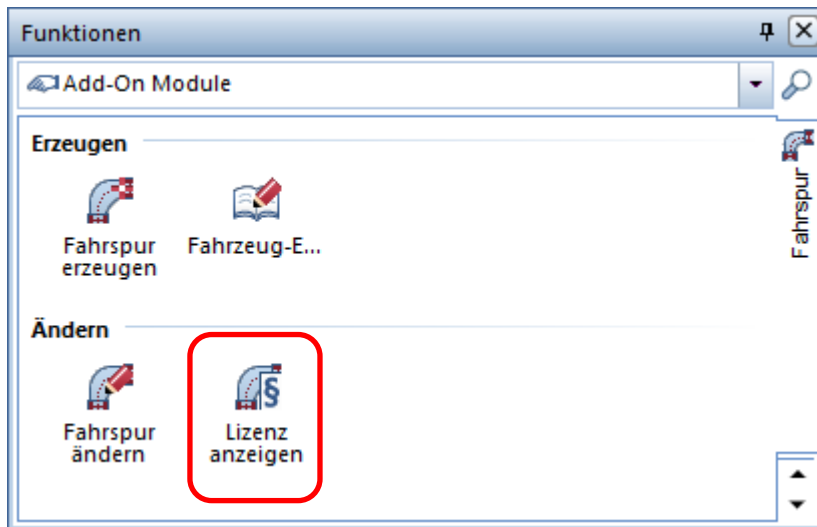 Funktionen
Add-On Module
Erzeugen
Fahrspur
erzeugen
Fahrzeug-E...
Ändern
Fahrspur
ändern
§
Lizenz
anzeigen
Fahrspur